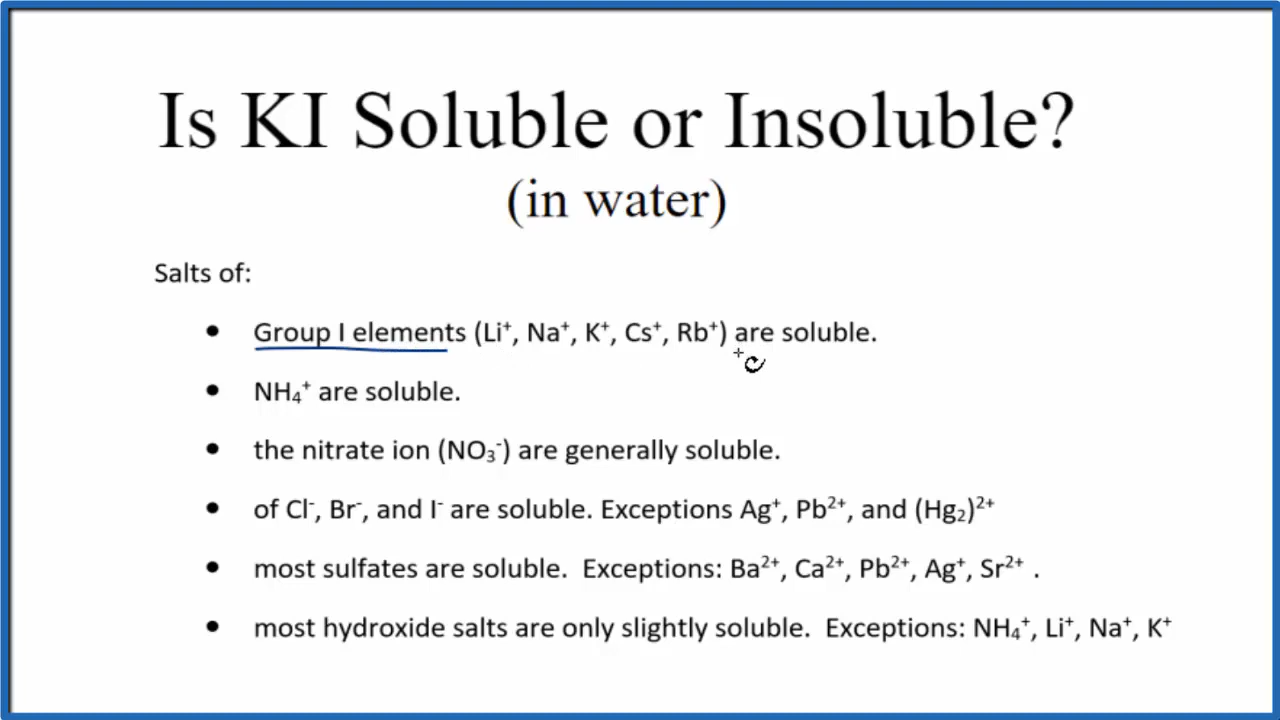 Is KI Soluble or Insoluble?
(in water)
Salts of:
• Group I elements (Li⁺, Na⁺, K⁺, Cs⁺, Rb⁺) are soluble.
• NH₄⁺ are soluble.
• the nitrate ion (NO₃⁻) are generally soluble.
• of Cl⁻, Br⁻, and I⁻ are soluble. Exceptions Ag⁺, Pb²⁺, and (Hg₂)²⁺
• most sulfates are soluble.  Exceptions: Ba²⁺, Ca²⁺, Pb²⁺, Ag⁺, Sr²⁺ .
• most hydroxide salts are only slightly soluble.  Exceptions: NH₄⁺, Li⁺, Na⁺, K⁺